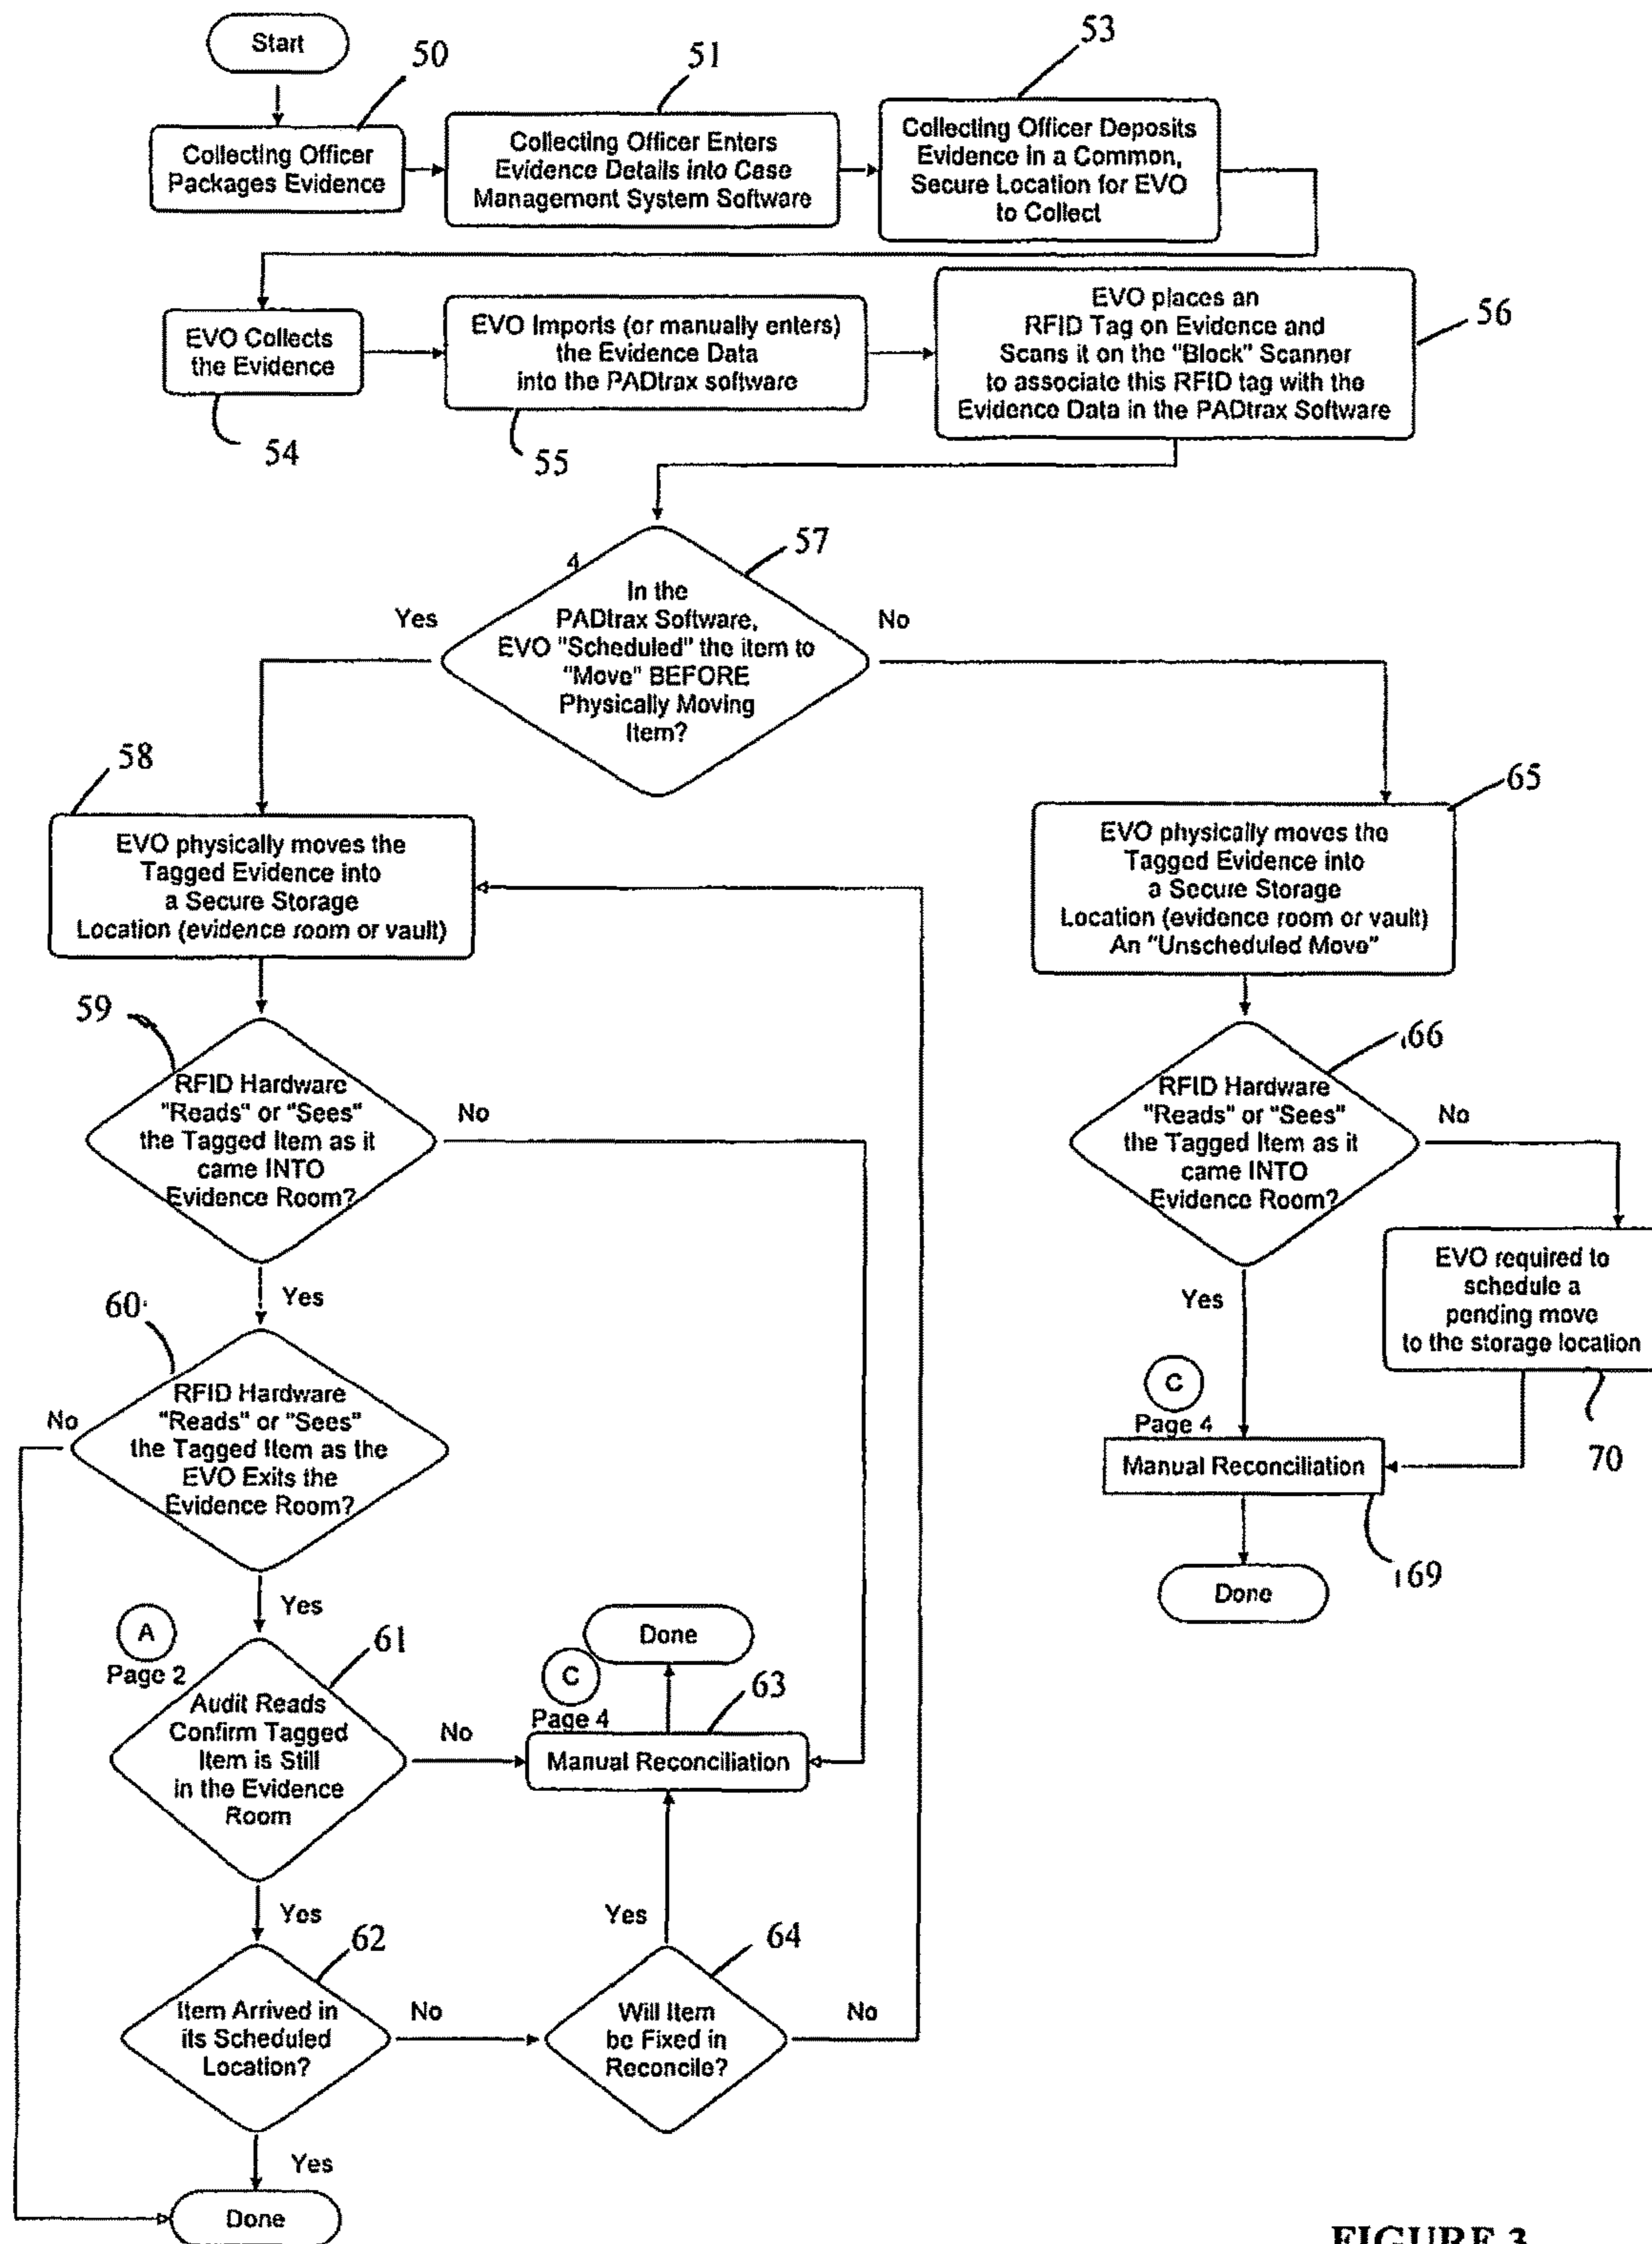 Start
50
51
53
Collecting Officer
Packages Evidence
Collecting Officer Enters
Evidence Details into Case
Management System Software
Collecting Officer Deposits
Evidence in a Common,
Secure Location for EVO
to Collect
EVO Collects
the Evidence
54
EVO Imports (or manually enters)
the Evidence Data
into the PADtrax software
55
EVO places an
RFID Tag on Evidence and
Scans it on the "Block" Scanner
to associate this RFID tag with the
Evidence Data in the PADtrax Software
56
57
4
In the
PADtrax Software,
EVO "Scheduled" the item to
"Move" BEFORE
Physically Moving
Item?
Yes
No
58
EVO physically moves the
Tagged Evidence into
a Secure Storage
Location (evidence room or vault)
65
EVO physically moves the
Tagged Evidence into
a Secure Storage
Location (evidence room or vault)
An "Unscheduled Move"
59
RFID Hardware
"Reads" or "Sees"
the Tagged Item as it
came INTO
Evidence Room?
No
Yes
66
RFID Hardware
"Reads" or "Sees"
the Tagged Item as it
came INTO
Evidence Room?
No
Yes
EVO required to
schedule a
pending move
to the storage location
70
C
Page 4
Manual Reconciliation
69
Done
60
RFID Hardware
"Reads" or "Sees"
the Tagged Item as the
EVO Exits the
Evidence Room?
No
Yes
A
Page 2
61
Audit Reads
Confirm Tagged
Item is Still
in the Evidence
Room
No
Yes
Done
C
Page 4
63
Manual Reconciliation
62
Item Arrived in
its Scheduled
Location?
No
Yes
64
Will Item
be Fixed in
Reconcile?
Yes
No
Done
FIGURE 3